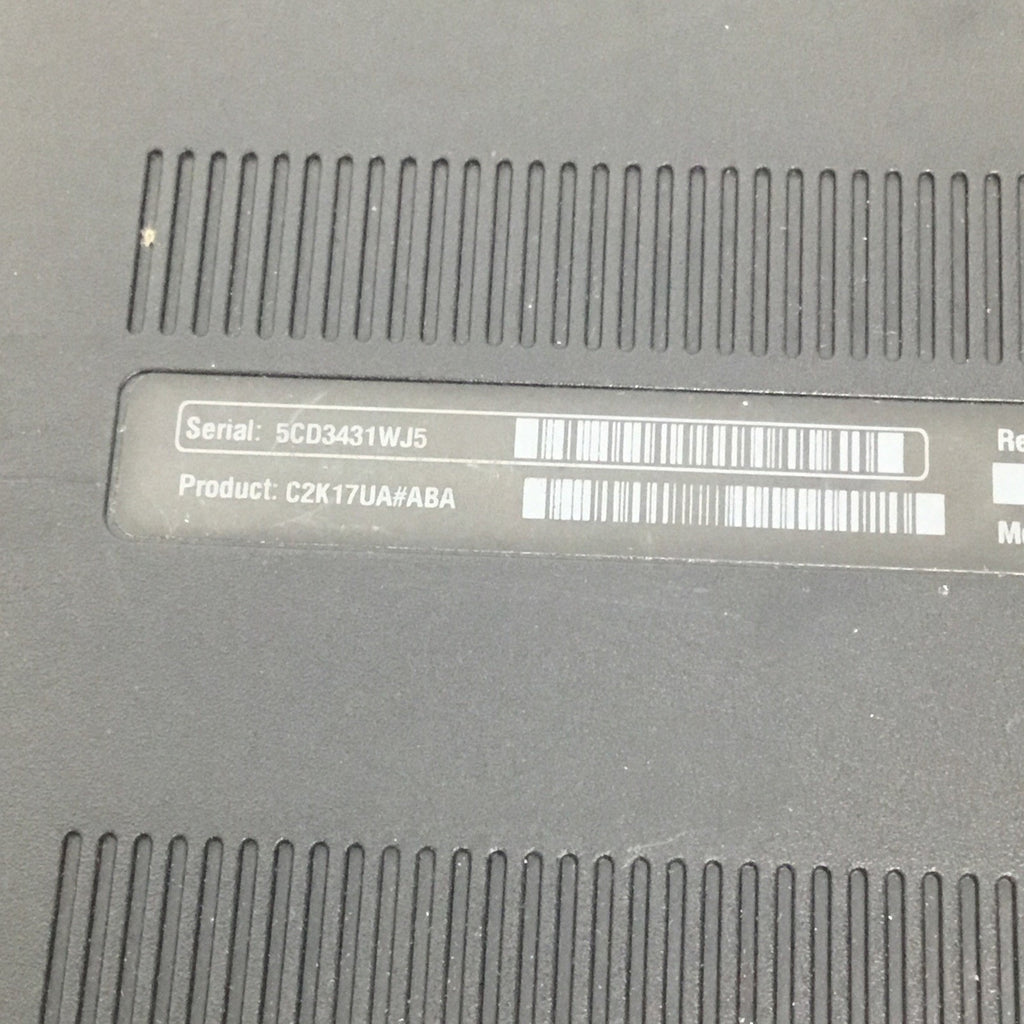 Serial: 5CD3431WJ5
Product: C2K17UA#ABA